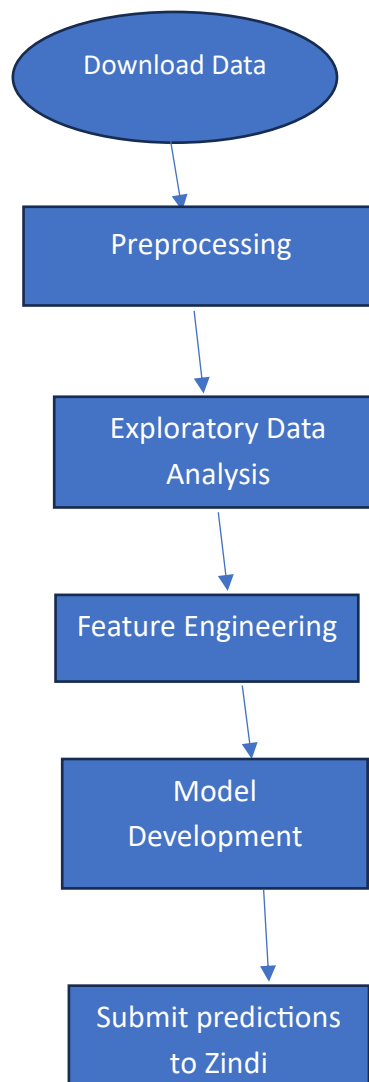 Download Data
Preprocessing
Exploratory Data
Analysis
Feature Engineering
Model
Development
Submit predictions
to Zindi